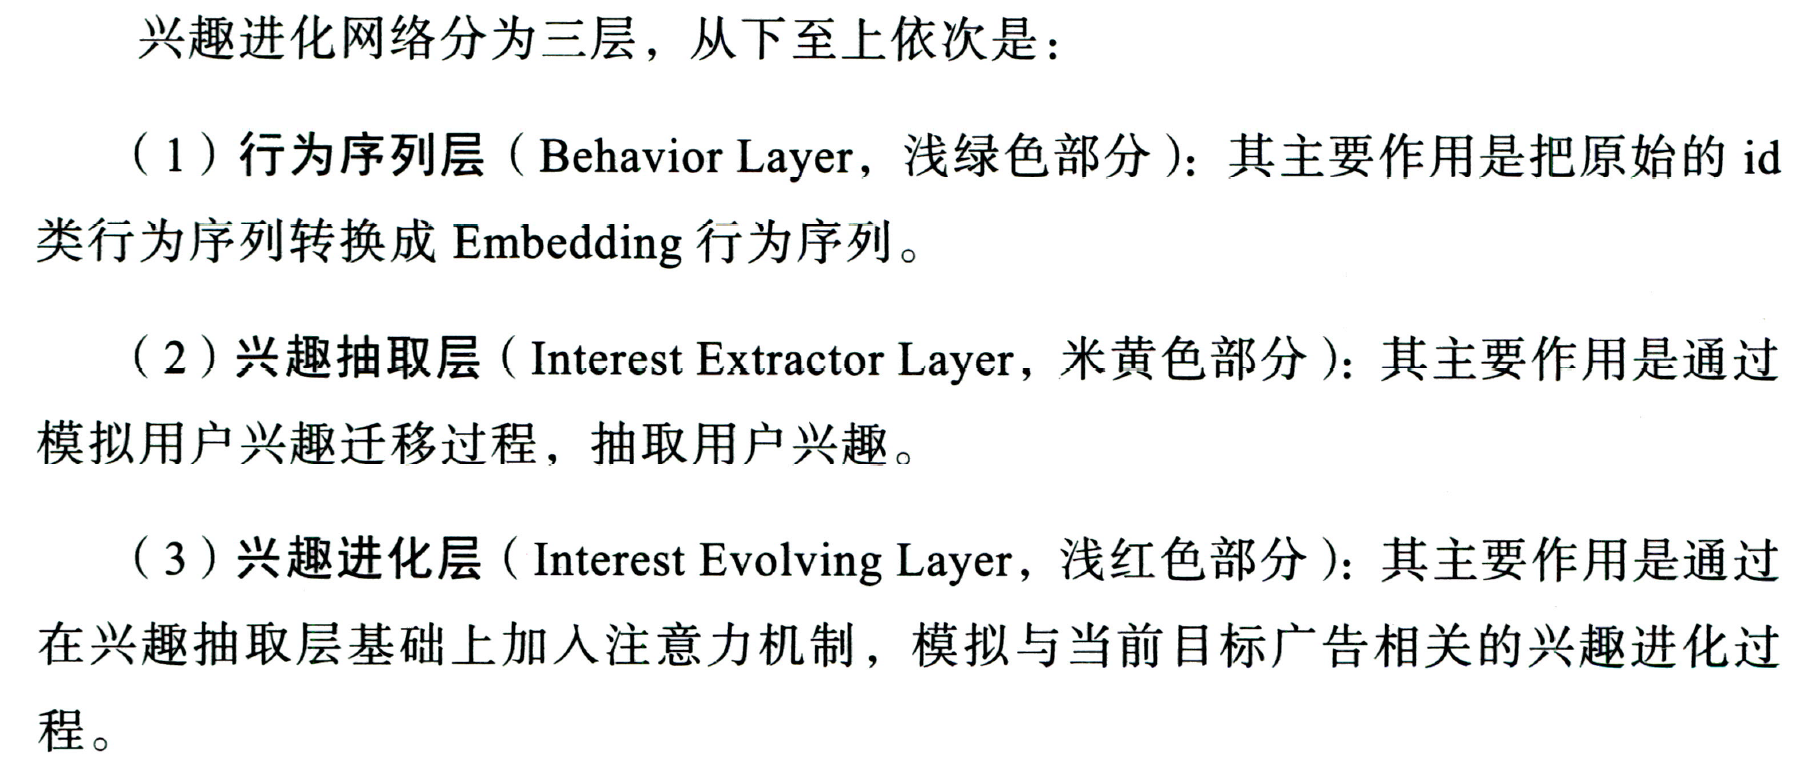 兴趣进化网络分为三层，从下至上依次是：
（1）行为序列层（Behavior Layer，浅绿色部分）：其主要作用是把原始的 id
类行为序列转换成 Embedding 行为序列。
（2）兴趣抽取层（Interest Extractor Layer，米黄色部分）：其主要作用是通过
模拟用户兴趣迁移过程，抽取用户兴趣。
（3）兴趣进化层（Interest Evolving Layer，浅红色部分）：其主要作用是通过
在兴趣抽取层基础上加入注意力机制，模拟与当前目标广告相关的兴趣进化过
程。